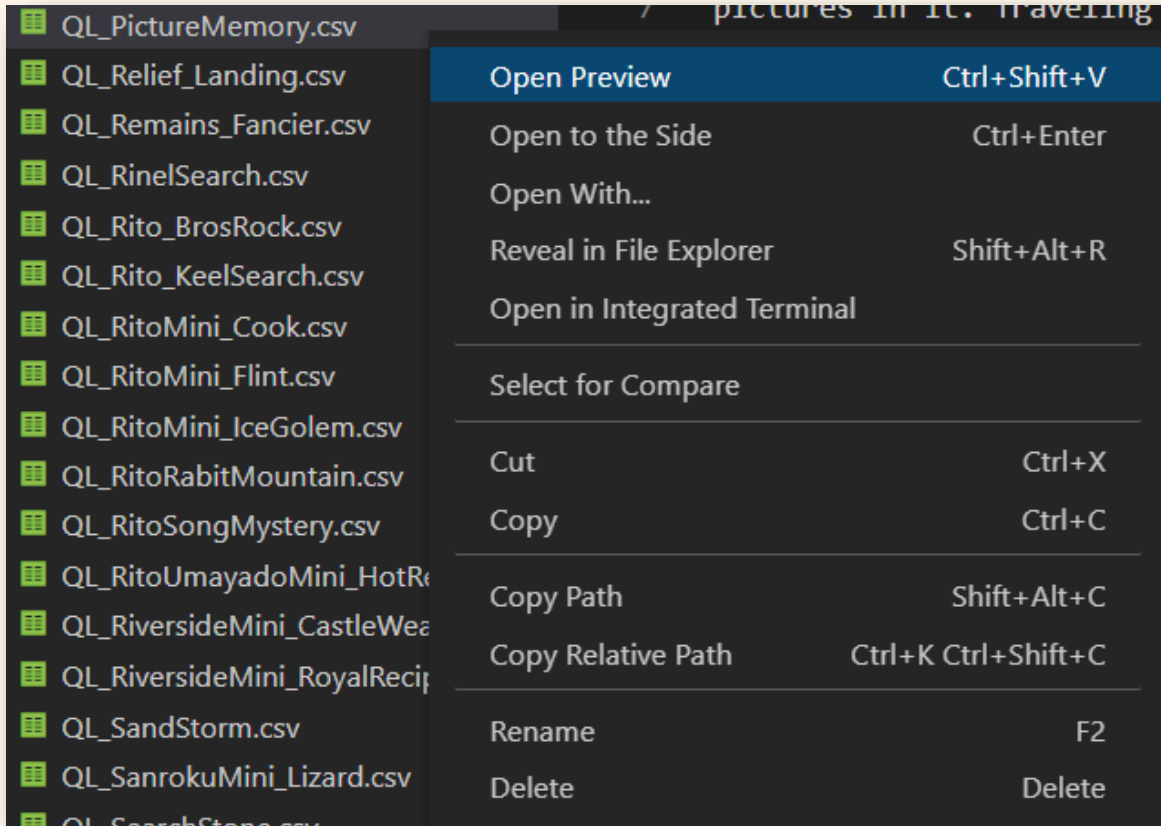 QL_PictureMemory.csv
QL_Relief_Landing.csv
QL_Remains_Fancier.csv
QL_RinelSearch.csv
QL_Rito_BrosRock.csv
QL_Rito_KeelSearch.csv
QL_RitoMini_Cook.csv
QL_RitoMini_Flint.csv
QL_RitoMini_IceGolem.csv
QL_RitoRabitMountain.csv
QL_RitoSongMystery.csv
QL_RitoUmayadoMini_HotRe
QL_RiversideMini_CastleWea
QL_RiversideMini_RoyalRecip
QL_SandStorm.csv
QL_SanrokuMini_Lizard.csv
QL_SearchStone.csv
7 pictures in it. Traveling
Open Preview Ctrl+Shift+V
Open to the Side Ctrl+Enter
Open With...
Reveal in File Explorer Shift+Alt+R
Open in Integrated Terminal
Select for Compare
Cut Ctrl+X
Copy Ctrl+C
Copy Path Shift+Alt+C
Copy Relative Path Ctrl+K Ctrl+Shift+C
Rename F2
Delete Delete